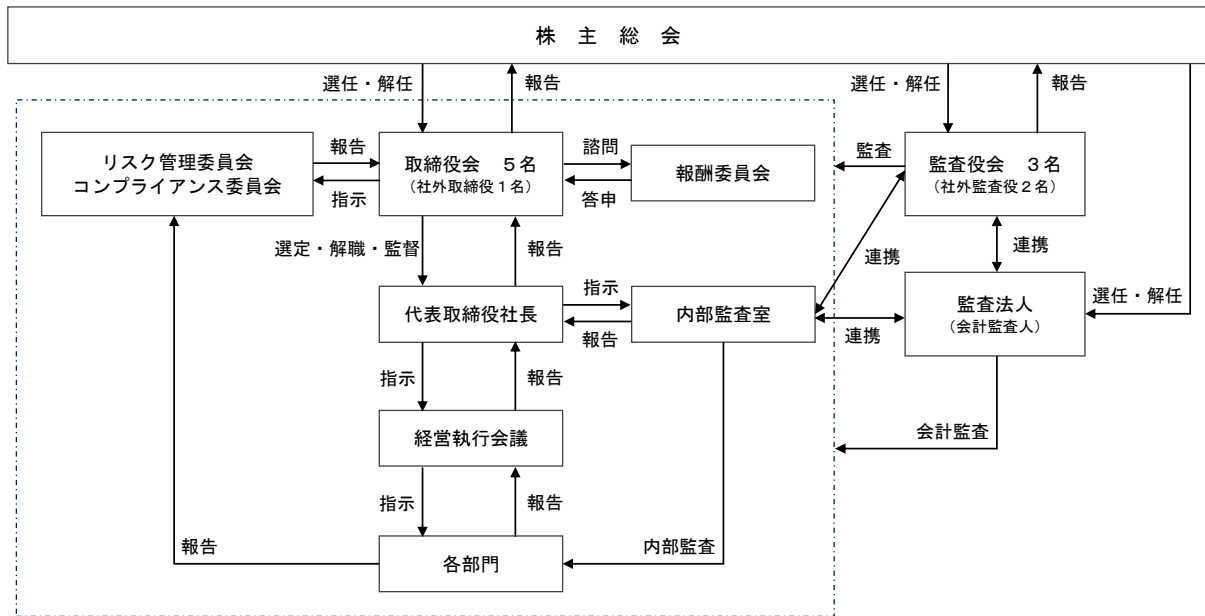 株主総会
選任・解任
報告
選任・解任
報告
リスク管理委員会
コンプライアンス委員会
報告
指示
取締役会 5名
(社外取締役1名)
諮問
答申
報酬委員会
監査
監査役会 3名
(社外監査役2名)
選定・解職・監督
報告
連携
連携
代表取締役社長
指示
報告
内部監査室
連携
監査法人
(会計監査人)
選任・解任
指示
報告
経営執行会議
会計監査
指示
報告
報告
各部門
内部監査